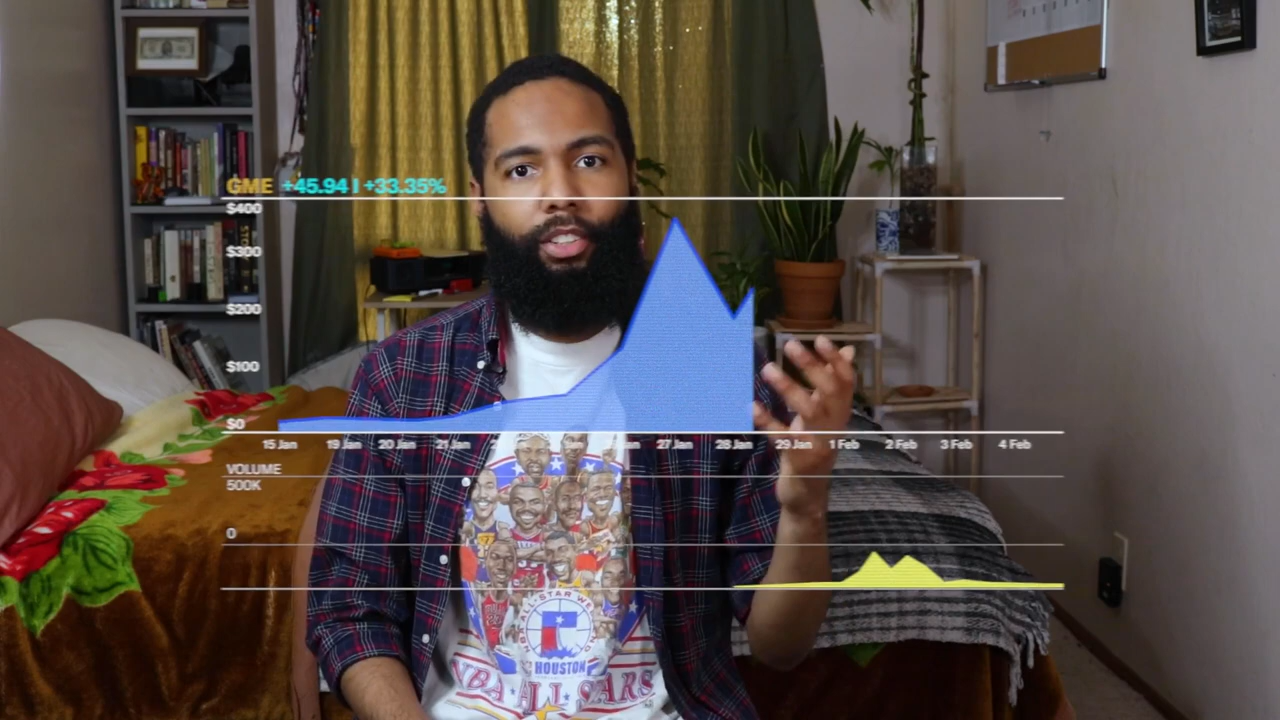 GME +45.94 | +33.35%
$400
$300
$200
$100
$0
15 Jan 19 Jan 20 Jan 21 Jan 27 Jan 28 Jan 29 Jan 1 Feb 2 Feb 3 Feb 4 Feb
VOLUME
500K
0
HOUSTON
NBA ALL STARS